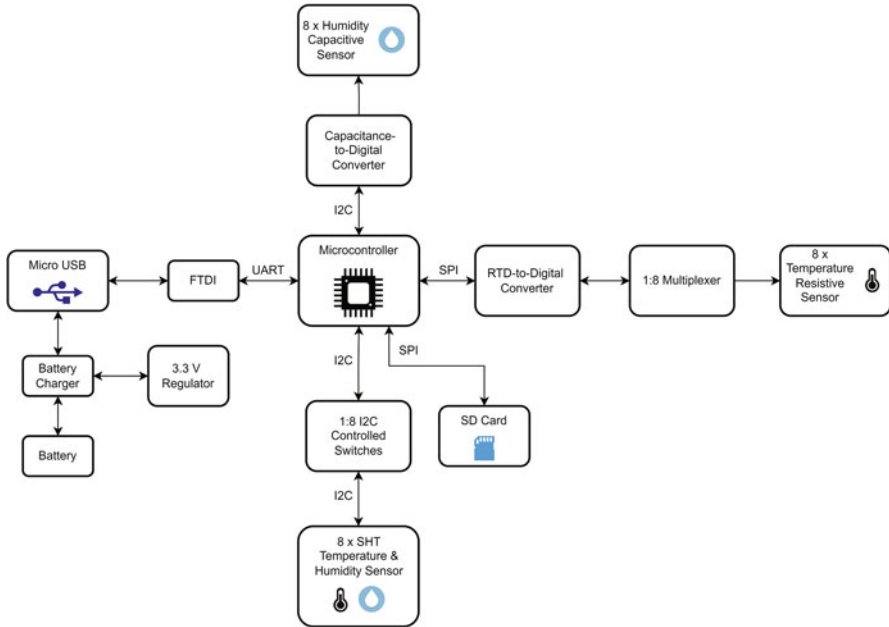 8 x Humidity
Capacitive
Sensor
Capacitance-
to-Digital
Converter
I2C
Micro USB
FTDI
UART
Microcontroller
SPI
RTD-to-Digital
Converter
1:8 Multiplexer
8 x
Temperature
Resistive
Sensor
Battery
Charger
3.3 V
Regulator
I2C
SPI
Battery
1:8 I2C
Controlled
Switches
SD Card
I2C
8 x SHT
Temperature &
Humidity Sensor